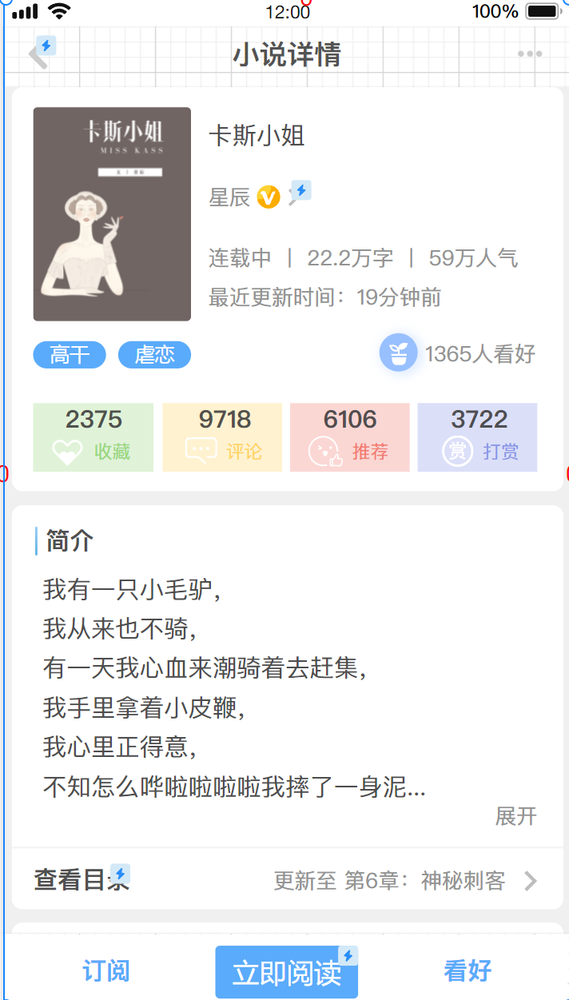 12:00
100%
小说详情
卡斯小姐
MISS KASS
卡斯小姐
星辰
连载中 | 22.2万字 | 59万人气
最近更新时间：19分钟前
高干 虐恋
1365人看好
2375 9718 6106 3722
收藏 评论 推荐 赏 打赏
简介
我有一只小毛驴，
我从来也不骑，
有一天我心血来潮骑着去赶集，
我手里拿着小皮鞭，
我心里正得意，
不知怎么哗啦啦啦啦我摔了一身泥...
展开
查看目录 更新至 第6章：神秘刺客
订阅 立即阅读 看好